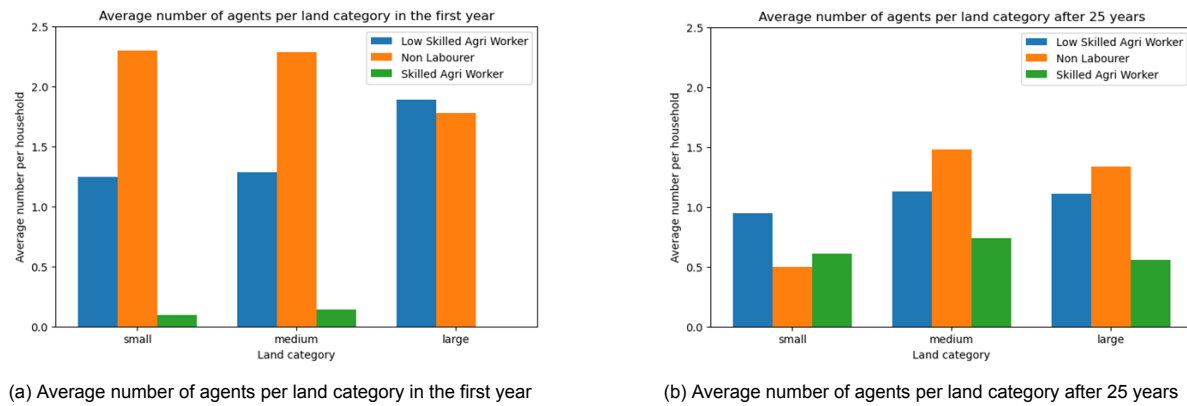 Average number of agents per land category in the first year
2.5
2.0
1.5
1.0
0.5
0.0
Average number per household
Low Skilled Agri Worker
Non Labourer
Skilled Agri Worker
small
medium
large
Land category
(a) Average number of agents per land category in the first year
Average number of agents per land category after 25 years
2.5
2.0
1.5
1.0
0.5
0.0
Average number per household
Low Skilled Agri Worker
Non Labourer
Skilled Agri Worker
small
medium
large
Land category
(b) Average number of agents per land category after 25 years